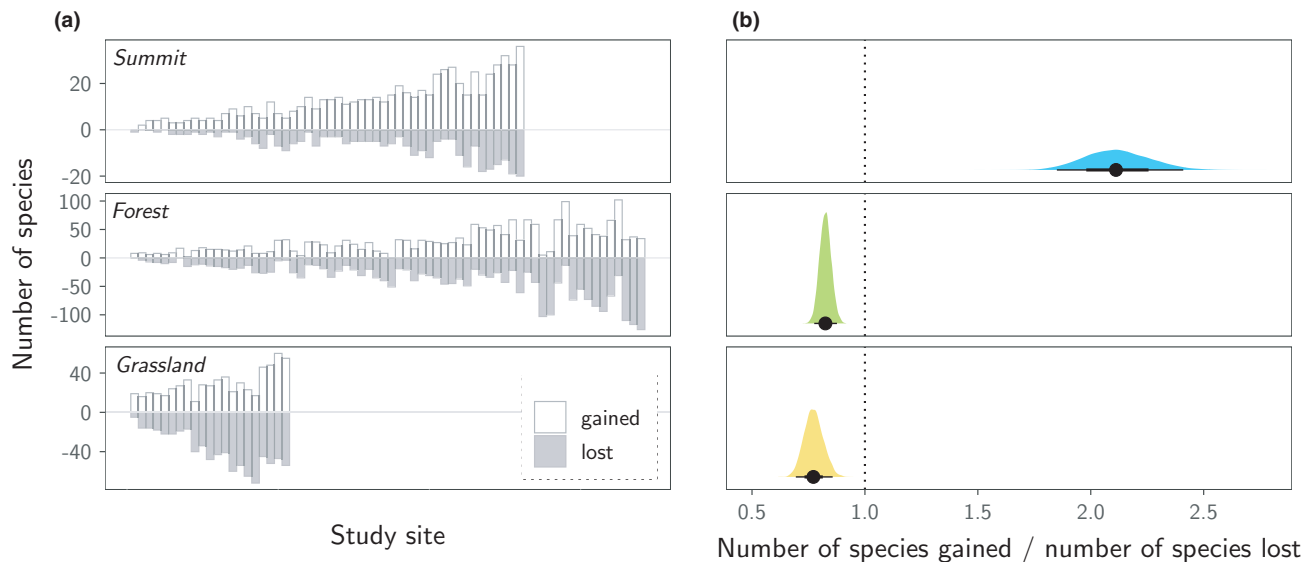 (a)
(b)
Number of species
Summit
20
0
-20
Forest
100
50
0
-50
-100
Grassland
40
0
-40
gained
lost
Study site
0.5 1.0 1.5 2.0 2.5
Number of species gained / number of species lost